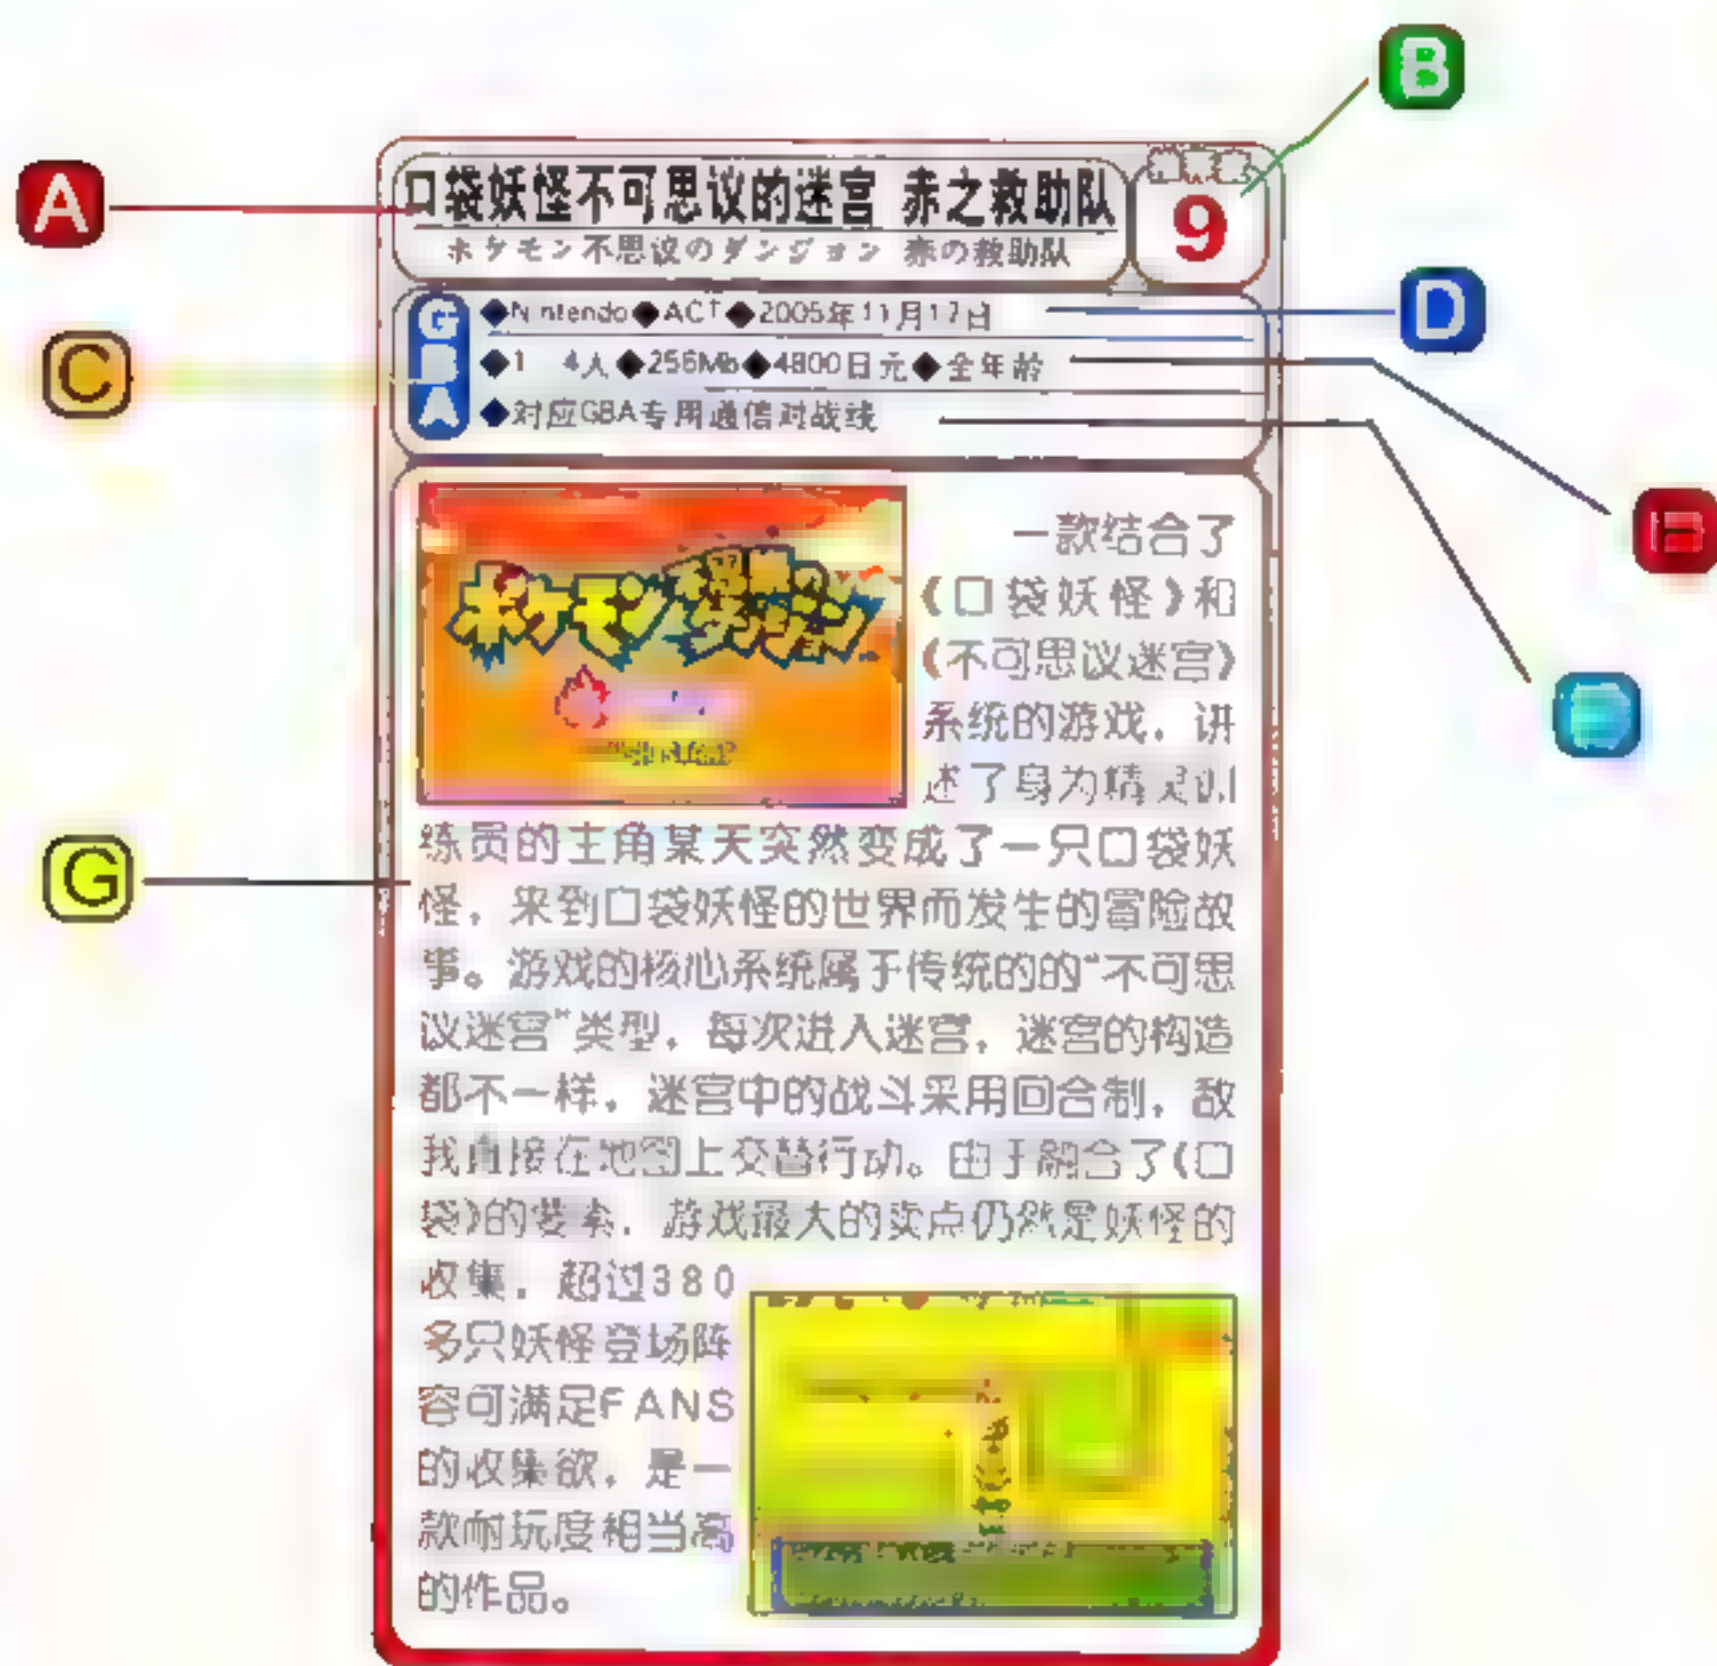 A
B
口袋妖怪不可思议的迷宫 赤之救助队
9
ポケモン不思议のダンジョン 赤の救助队
C
D
GBA
◆Nintendo◆ACT◆2005年11月17日
◆1 4人◆256Mb◆4800日元◆全年龄
◆对应GBA专用通信对战线
ポケモン
一款结合了
《口袋妖怪》和
《不可思议迷宫》
系统的游戏，讲
述了身为精灵训
G
练员的主角某天突然变成了一只口袋妖
怪，来到口袋妖怪的世界而发生的冒险故
事。游戏的核心系统属于传统的的“不可思
议迷宫”类型，每次进入迷宫，迷宫的构造
都不一样，迷宫中的战斗采用回合制，敌
我直接在地图上交替行动。由于融合了《口
袋》的要素，游戏最大的卖点仍然是妖怪的
收集，超过380
多只妖怪登场阵
容可满足FANS
的收集欲，是一
款耐玩度相当高
的作品。